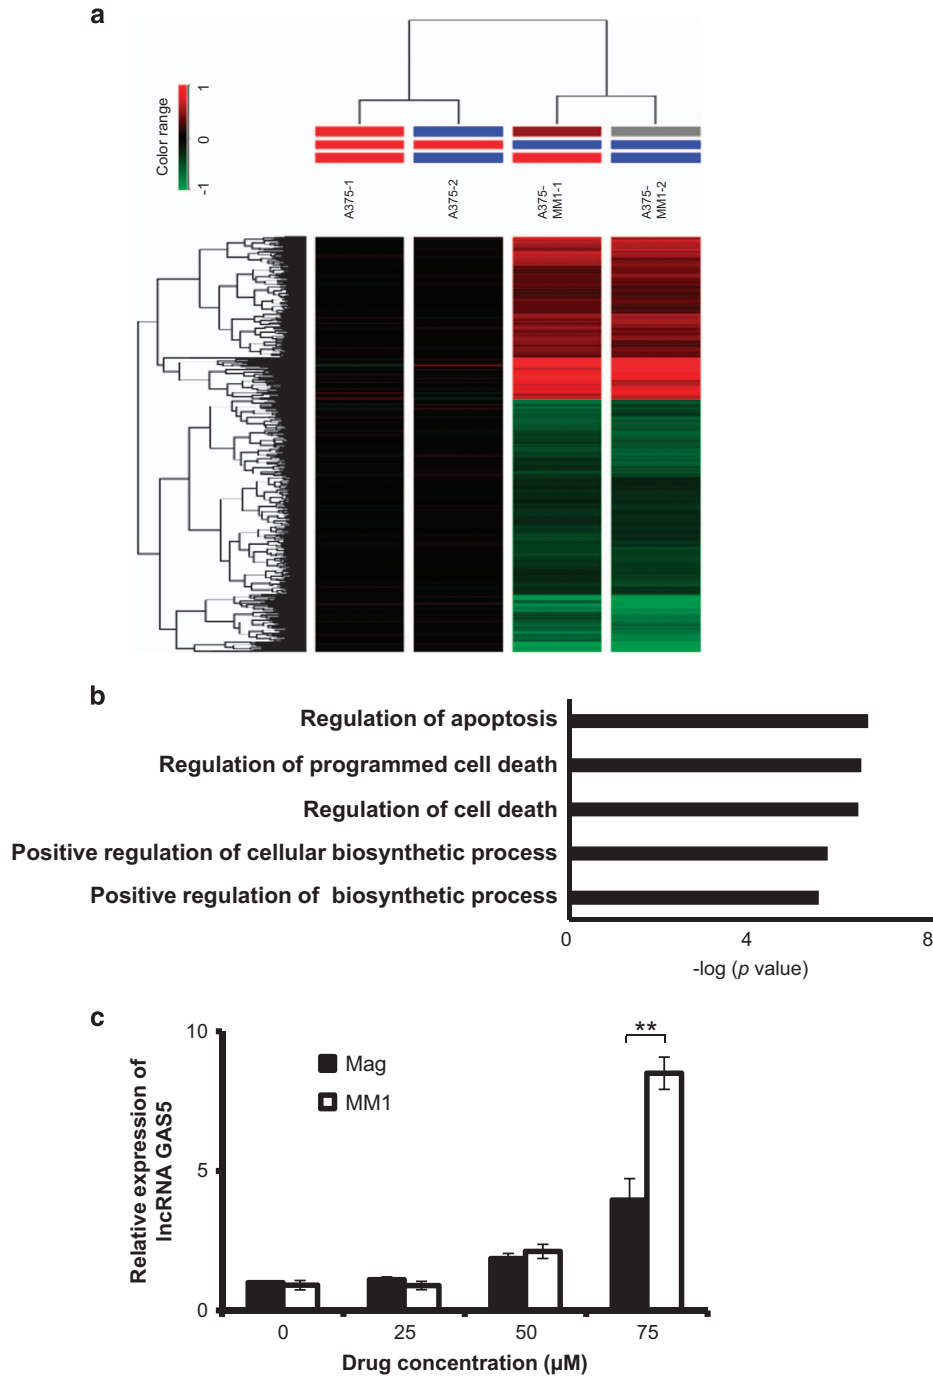 a
Color range
-1 0 1
A375-1
A375-2
A375-
MM1-1
A375-
MM1-2
b
Regulation of apoptosis
Regulation of programmed cell death
Regulation of cell death
Positive regulation of cellular biosynthetic process
Positive regulation of biosynthetic process
0 4 8
-log (p value)
c
Relative expression of
lncRNA GAS5
10
5
0
Mag
MM1
**
0 25 50 75
Drug concentration (µM)